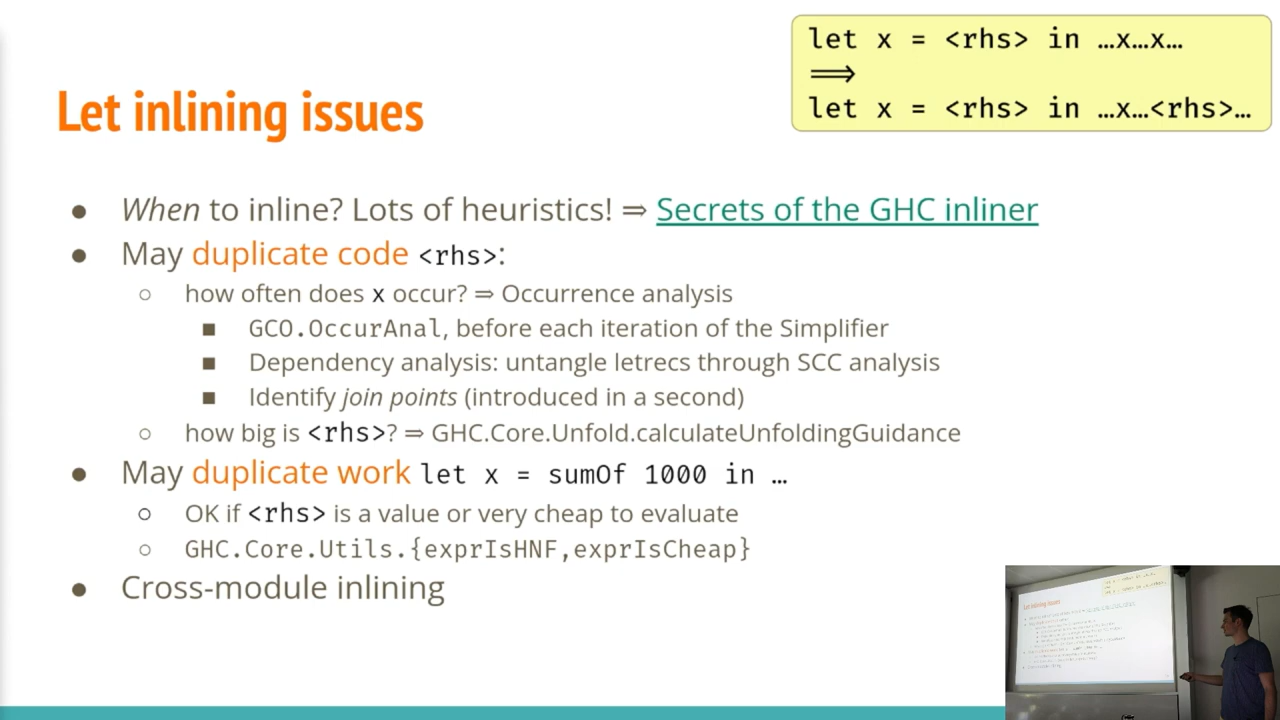 let x = <rhs> in …x…x…
⟹
let x = <rhs> in …x…<rhs>…
Let inlining issues
● When to inline? Lots of heuristics! ⇒ Secrets of the GHC inliner
● May duplicate code <rhs>:
○ how often does x occur? ⇒ Occurrence analysis
■ GCO.OccurAnal, before each iteration of the Simplifier
■ Dependency analysis: untangle letrecs through SCC analysis
■ Identify join points (introduced in a second)
○ how big is <rhs>? ⇒ GHC.Core.Unfold.calculateUnfoldingGuidance
● May duplicate work let x = sumOf 1000 in …
○ OK if <rhs> is a value or very cheap to evaluate
○ GHC.Core.Utils.{exprIsHNF,exprIsCheap}
● Cross-module inlining